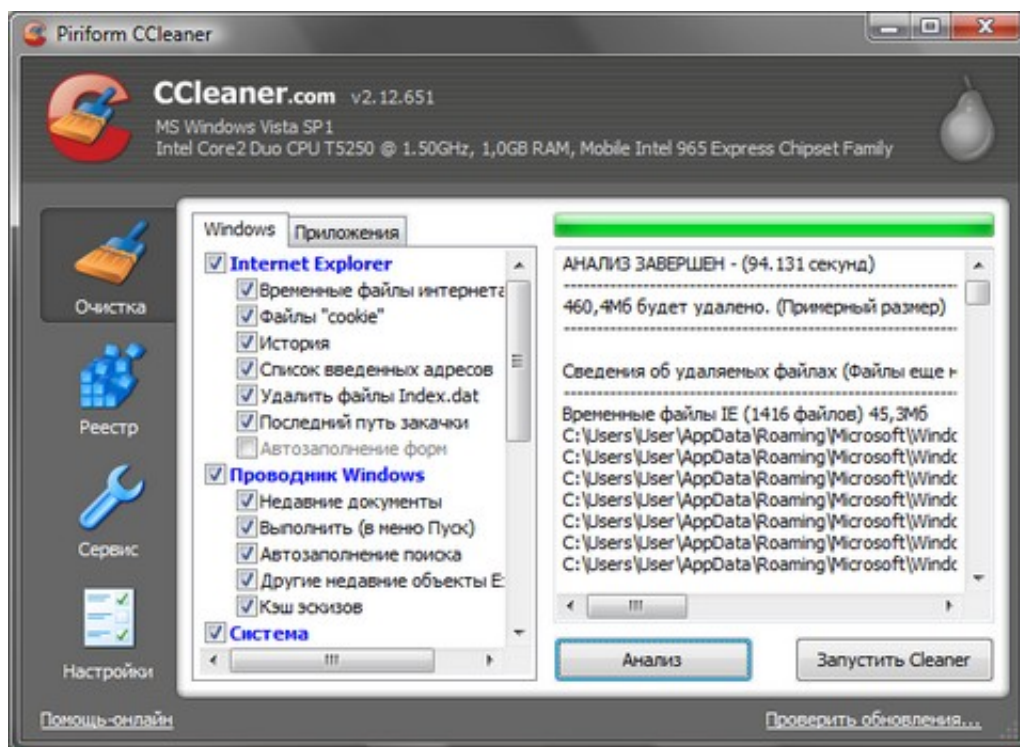 Piriform CCleaner
CCleaner.com v2.12.651
MS Windows Vista SP1
Intel Core2 Duo CPU T5250 @ 1.50GHz, 1,0GB RAM, Mobile Intel 965 Express Chipset Family
Очистка
Реестр
Сервис
Настройки
Windows
Приложения
Internet Explorer
Временные файлы интернета
Файлы "cookie"
История
Список введенных адресов
Удалить файлы Index.dat
Последний путь закачки
Автозаполнение форм
Проводник Windows
Недавние документы
Выполнить (в меню Пуск)
Автозаполнение поиска
Другие недавние объекты E
Кэш эскизов
Система
АНАЛИЗ ЗАВЕРШЕН - (94.131 секунд)
460,4Мб будет удалено. (Примерный размер)
Сведения об удаляемых файлах (Файлы еще н
Временные файлы IE (1416 файлов) 45,3Мб
C:\Users\User\AppData\Roaming\Microsoft\Windc
C:\Users\User\AppData\Roaming\Microsoft\Windc
C:\Users\User\AppData\Roaming\Microsoft\Windc
C:\Users\User\AppData\Roaming\Microsoft\Windc
C:\Users\User\AppData\Roaming\Microsoft\Windc
C:\Users\User\AppData\Roaming\Microsoft\Windc
Анализ
Запустить Cleaner
Помощь-онлайн
Проверить обновления...